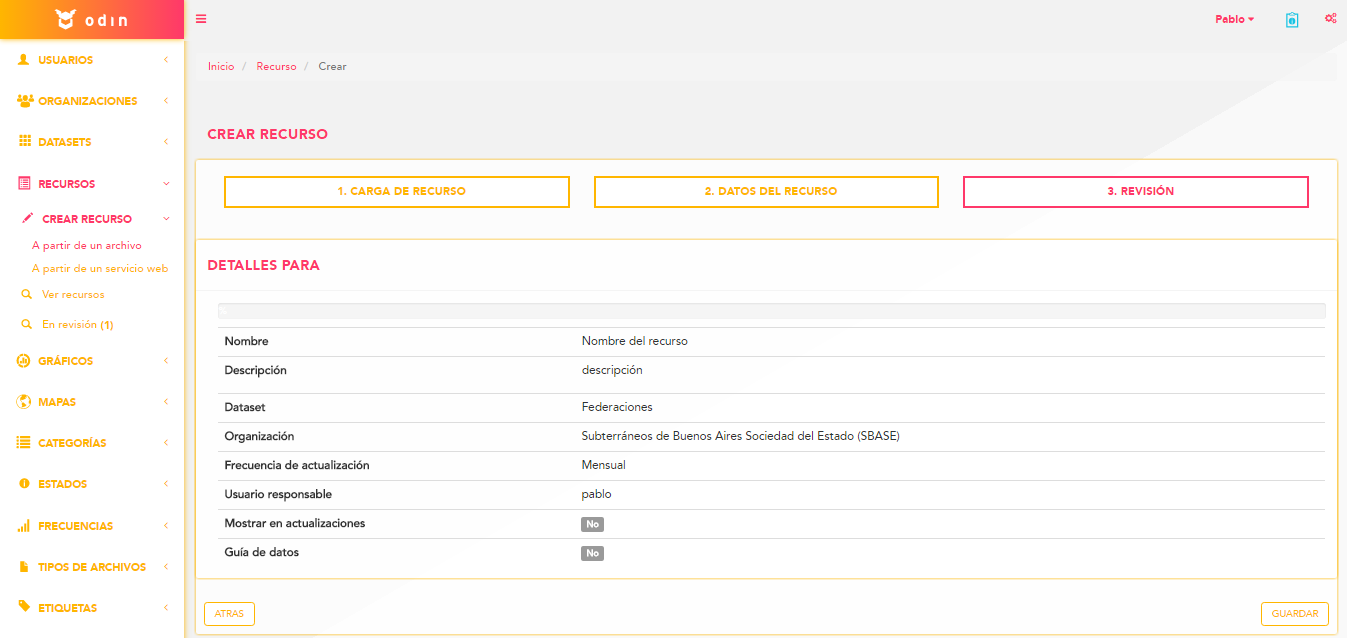 odin
Pablo
USUARIOS
ORGANIZACIONES
DATASETS
RECURSOS
CREAR RECURSO
A partir de un archivo
A partir de un servicio web
Ver recursos
En revisión (1)
GRÁFICOS
MAPAS
CATEGORÍAS
ESTADOS
FRECUENCIAS
TIPOS DE ARCHIVOS
ETIQUETAS
Inicio / Recurso / Crear
CREAR RECURSO
1. CARGA DE RECURSO
2. DATOS DEL RECURSO
3. REVISIÓN
DETALLES PARA
Nombre Nombre del recurso
Descripción descripción
Dataset Federaciones
Organización Subterráneos de Buenos Aires Sociedad del Estado (SBASE)
Frecuencia de actualización Mensual
Usuario responsable pablo
Mostrar en actualizaciones No
Guía de datos No
ATRAS
GUARDAR